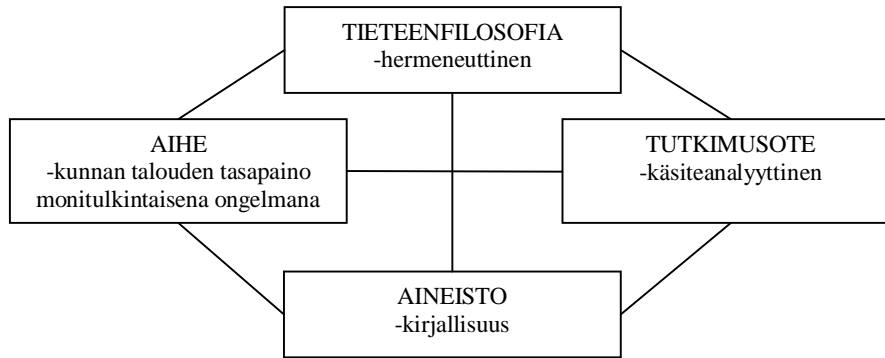 TIETEENFILOSOFIA
-hermeneuttinen
AIHE
-kunnan talouden tasapaino
monitulkintaisena ongelmana
TUTKIMUSOTE
-käsiteanalyyttinen
AINEISTO
-kirjallisuus